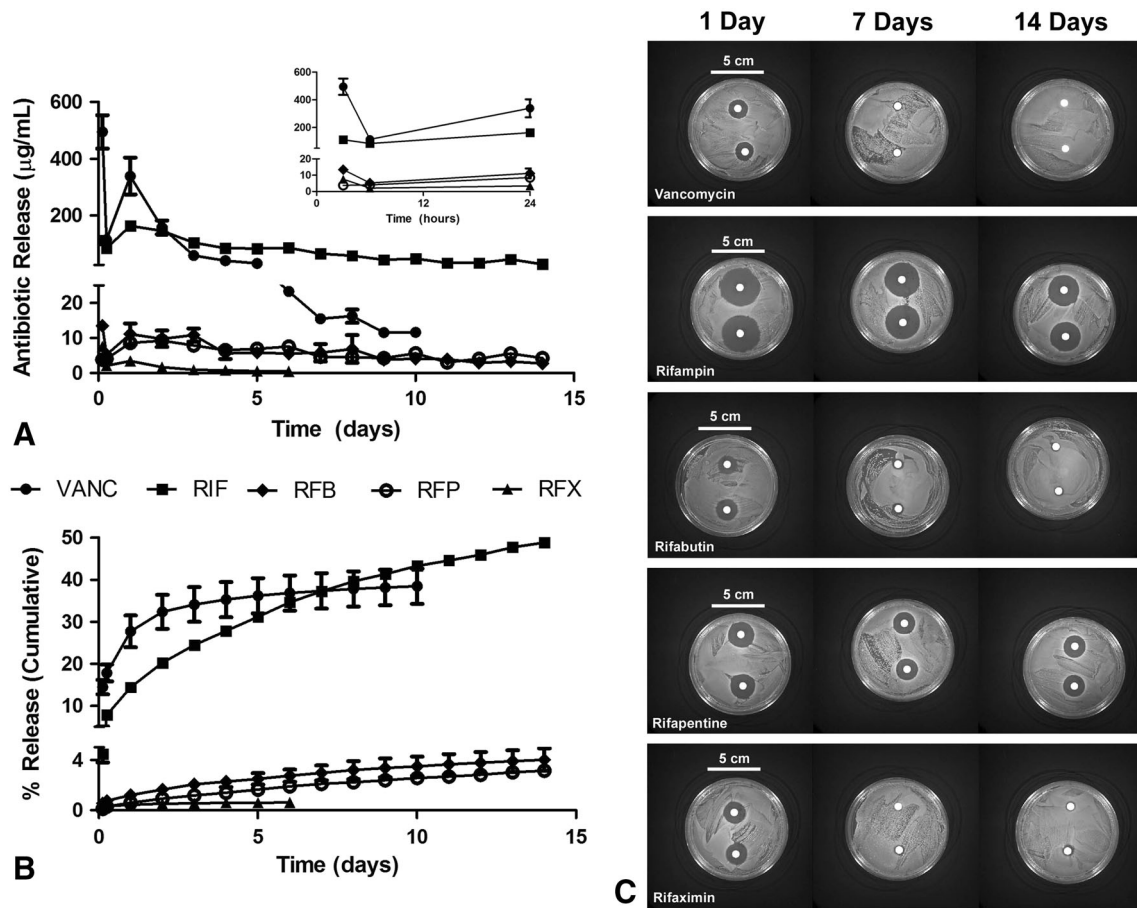 1 Day 7 Days 14 Days
600
400
200
20
10
0
Antibiotic Release (µg/mL)
600
400
200
20
10
0
0 12 24
Time (hours)
0 5 10 15
Time (days)
A
VANC RIF RFB RFP RFX
50
40
30
20
10
4
0
% Release (Cumulative)
0 5 10 15
Time (days)
B
5 cm
Vancomycin
5 cm
Rifampin
5 cm
Rifabutin
5 cm
Rifapentine
5 cm
Rifaximin
C